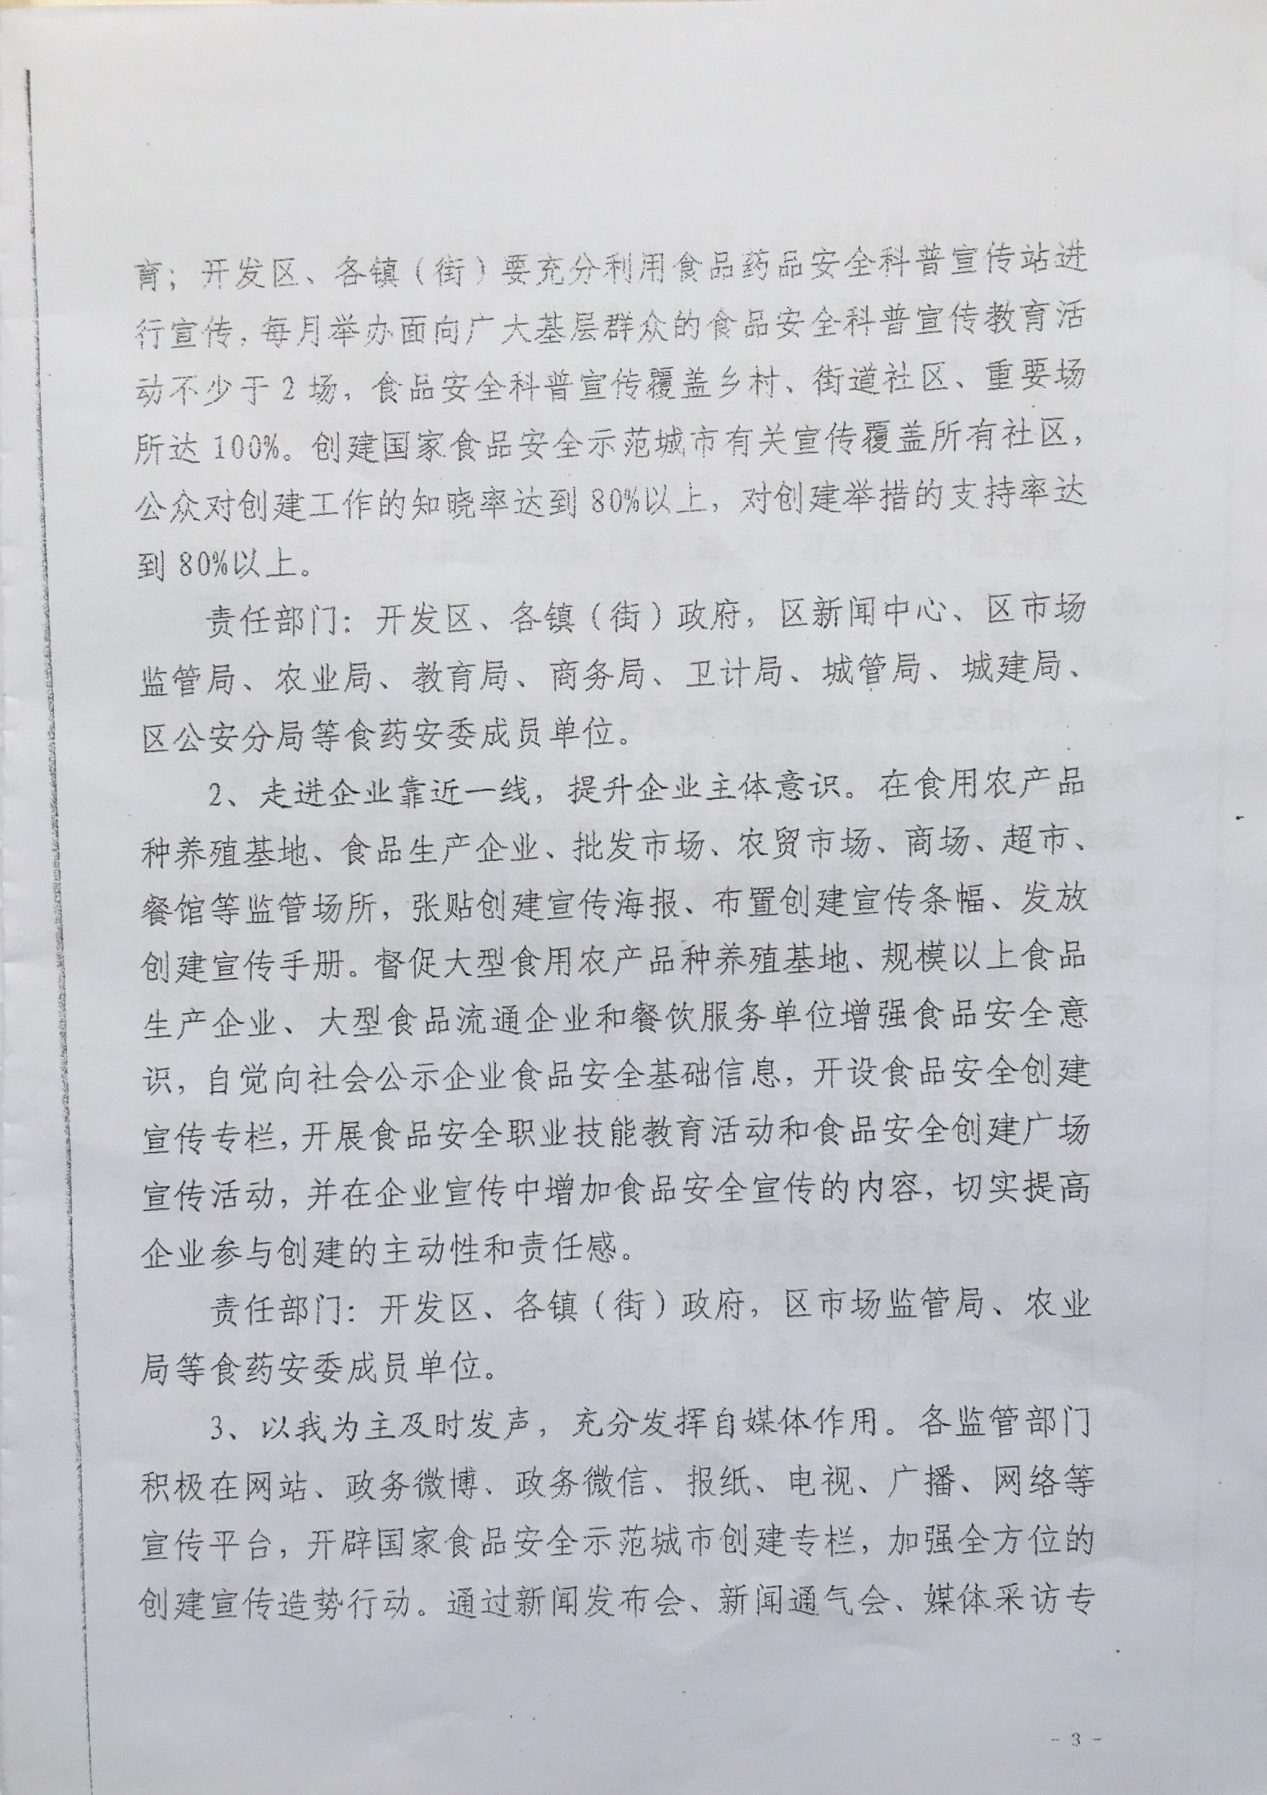 育；开发区、各镇（街）要充分利用食品药品安全科普宣传站进
行宣传，每月举办面向广大基层群众的食品安全科普宣传教育活
动不少于2场，食品安全科普宣传覆盖乡村、街道社区、重要场
所达100%。创建国家食品安全示范城市有关宣传覆盖所有社区，
公众对创建工作的知晓率达到80%以上，对创建举措的支持率达
到80%以上。
责任部门：开发区、各镇（街）政府，区新闻中心、区市场
监管局、农业局、教育局、商务局、卫计局、城管局、城建局、
区公安分局等食药安委成员单位。
2、走进企业靠近一线，提升企业主体意识。在食用农产品
种养殖基地、食品生产企业、批发市场、农贸市场、商场、超市、
餐馆等监管场所，张贴创建宣传海报、布置创建宣传条幅、发放
创建宣传手册。督促大型食用农产品种养殖基地、规模以上食品
生产企业、大型食品流通企业和餐饮服务单位增强食品安全意
识，自觉向社会公示企业食品安全基础信息，开设食品安全创建
宣传专栏，开展食品安全职业技能教育活动和食品安全创建广场
宣传活动，并在企业宣传中增加食品安全宣传的内容，切实提高
企业参与创建的主动性和责任感。
责任部门：开发区、各镇（街）政府，区市场监管局、农业
局等食药安委成员单位。
3、以我为主及时发声，充分发挥自媒体作用。各监管部门
积极在网站、政务微博、政务微信、报纸、电视、广播、网络等
宣传平台，开辟国家食品安全示范城市创建专栏，加强全方位的
创建宣传造势行动。通过新闻发布会、新闻通气会、媒体采访专
- 3 -